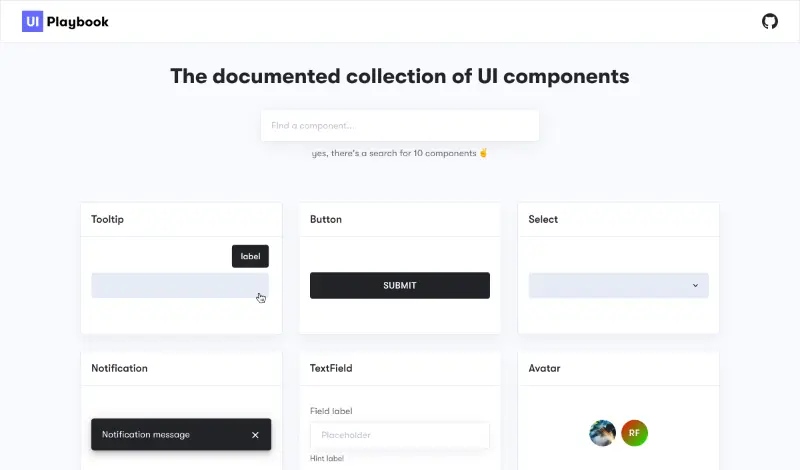 UI Playbook
The documented collection of UI components
Find a component...
yes, there's a search for 10 components ✌️
Tooltip
Button
Select
label
SUBMIT
Notification
TextField
Avatar
Field label
Notification message
Placeholder
RF
Hint label